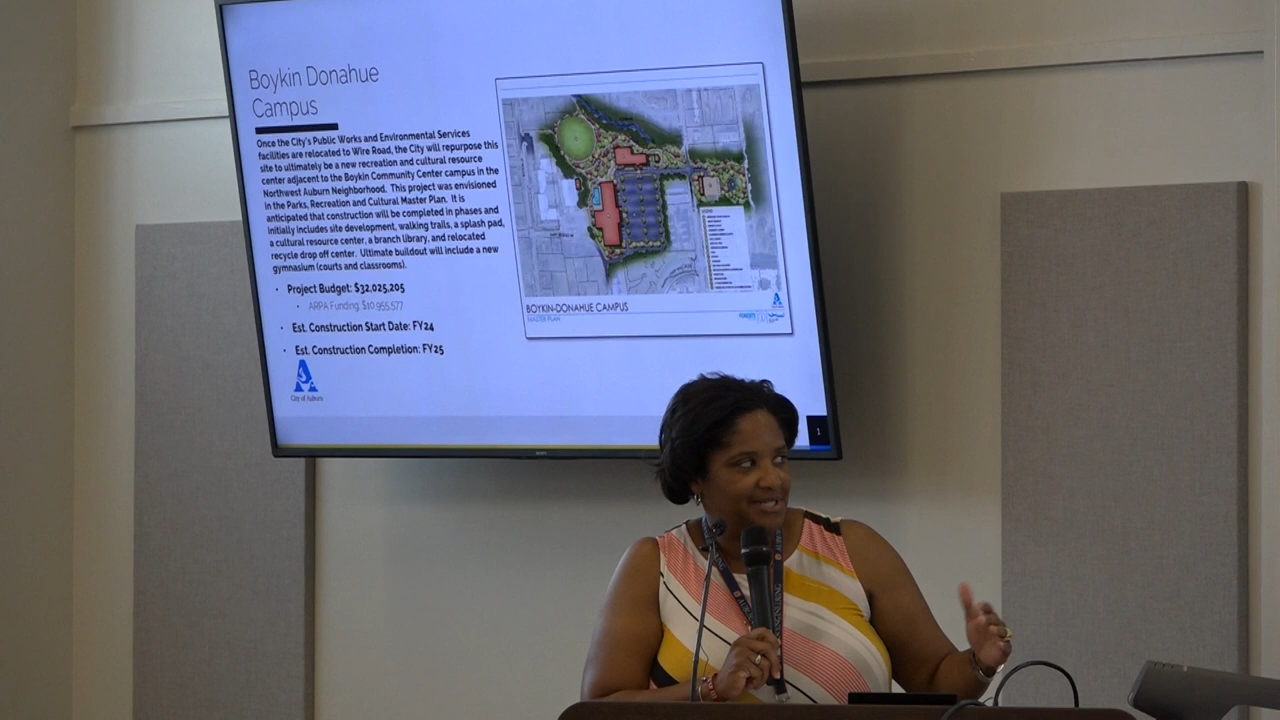 Boykin Donahue
Campus
Once the City's Public Works and Environmental Services
facilities are relocated to Wire Road, the City will repurpose this
site to ultimately be a new recreation and cultural resource
center adjacent to the Boykin Community Center campus in the
Northwest Auburn Neighborhood. This project was envisioned
in the Parks, Recreation and Cultural Master Plan. It is
anticipated that construction will be completed in phases and
initially includes site development, walking trails, a splash pad,
a cultural resource center, a branch library, and relocated
recycle drop off center. Ultimate buildout will include a new
gymnasium (courts and classrooms).
• Project Budget: $32,025,205
• ARPA Funding: $10,955,577
• Est. Construction Start Date: FY24
• Est. Construction Completion: FY25
City of Auburn
BOYKIN-DONAHUE CAMPUS
MASTER PLAN
1
SONY
ENGINEERING